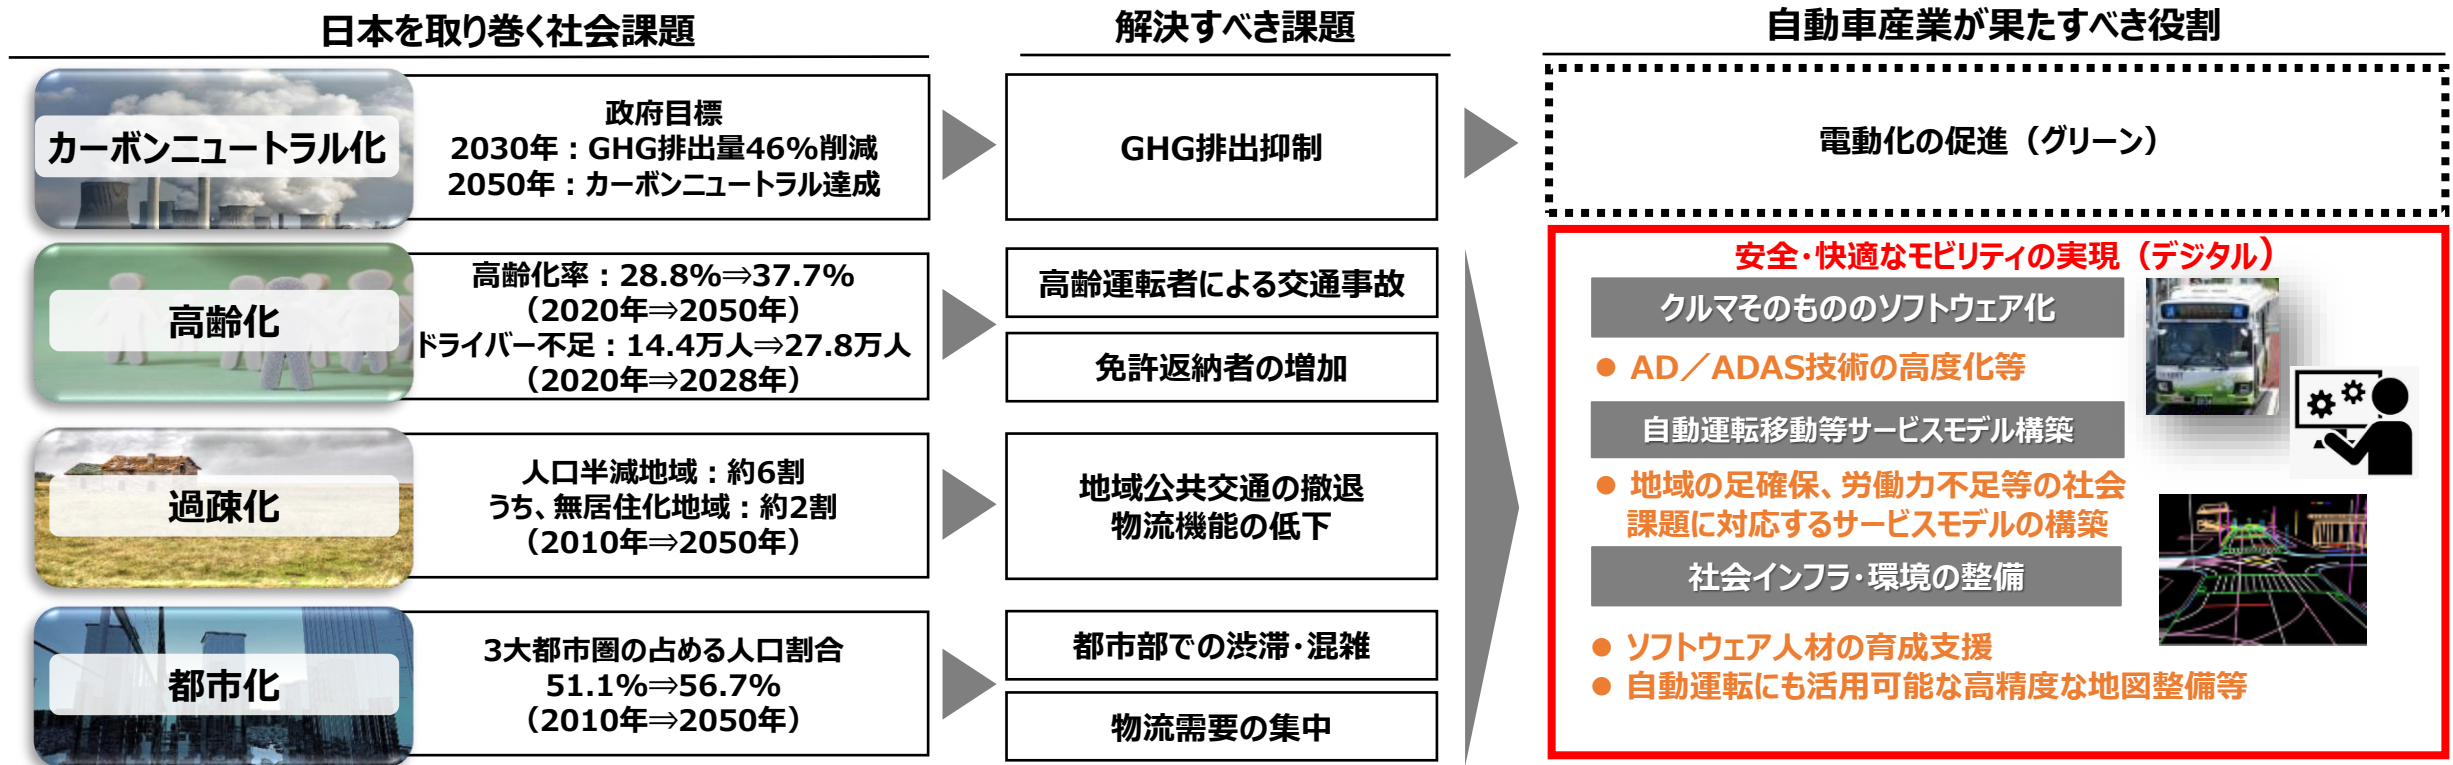 日本を取り巻く社会課題
解決すべき課題
自動車産業が果たすべき役割
カーボンニュートラル化
政府目標
2030年：GHG排出量46%削減
2050年：カーボンニュートラル達成
GHG排出抑制
電動化の促進（グリーン）
高齢化
高齢化率：28.8%⇒37.7%
（2020年⇒2050年）
ドライバー不足：14.4万人⇒27.8万人
（2020年⇒2028年）
高齢運転者による交通事故
免許返納者の増加
過疎化
人口半減地域：約6割
うち、無居住化地域：約2割
（2010年⇒2050年）
地域公共交通の撤退
物流機能の低下
都市化
3大都市圏の占める人口割合
51.1%⇒56.7%
（2010年⇒2050年）
都市部での渋滞・混雑
物流需要の集中
安全・快適なモビリティの実現（デジタル）
クルマそのもののソフトウェア化
● AD／ADAS技術の高度化等
自動運転移動等サービスモデル構築
● 地域の足確保、労働力不足等の社会
課題に対応するサービスモデルの構築
社会インフラ・環境の整備
● ソフトウェア人材の育成支援
● 自動運転にも活用可能な高精度な地図整備等